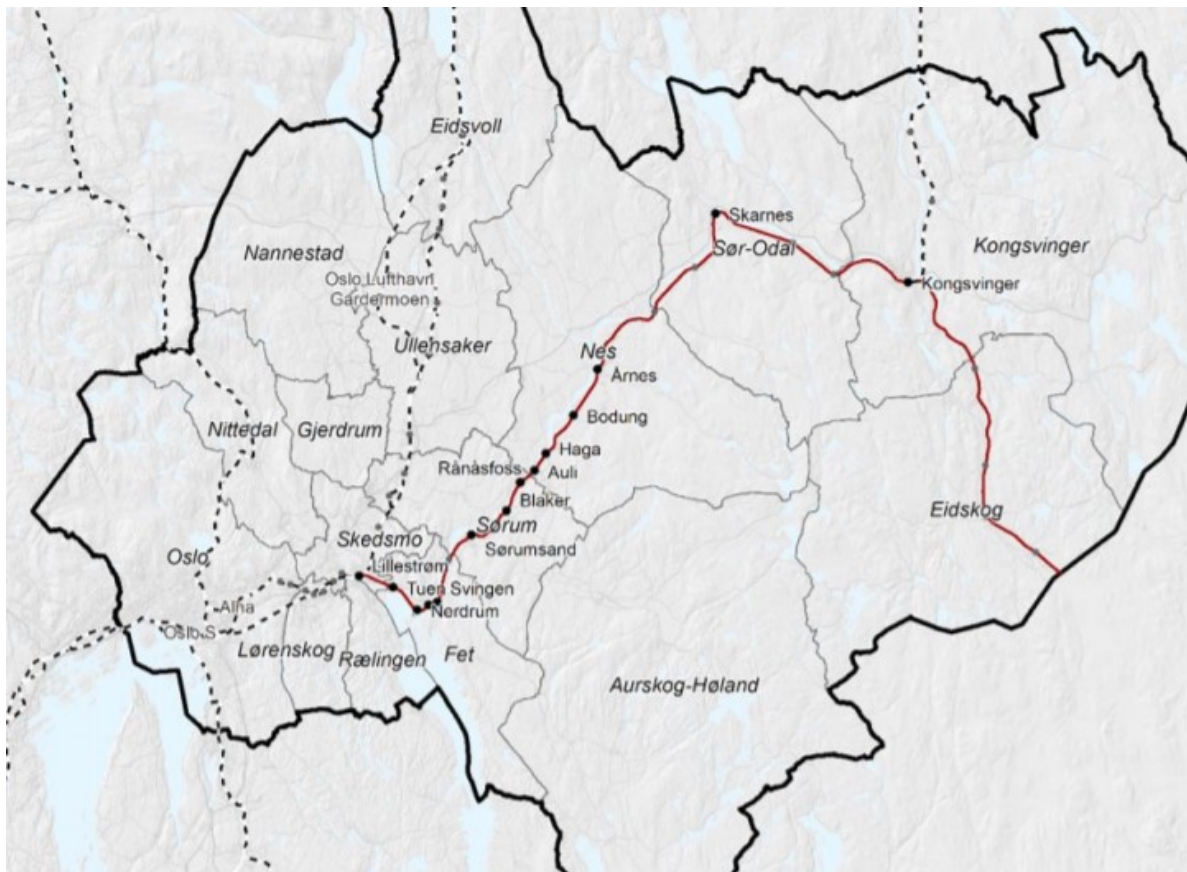 Eidsvoll
Skarnes
Nannestad
Sør-Odal
Kongsvinger
Oslo Lufthavn
Gardermoen
Kongsvinger
Ullensaker
Nes
Årnes
Bodung
Nittedal
Gjerdrum
Haga
Rånåsfoss
Auli
Blaker
Eidskog
Sørum
Skedsmo
Sørumsand
Oslo
Lillestrøm
Tuen Svingen
Alna
Nerdrum
Oslo S
Lørenskog
Rælingen
Fet
Aurskog-Høland